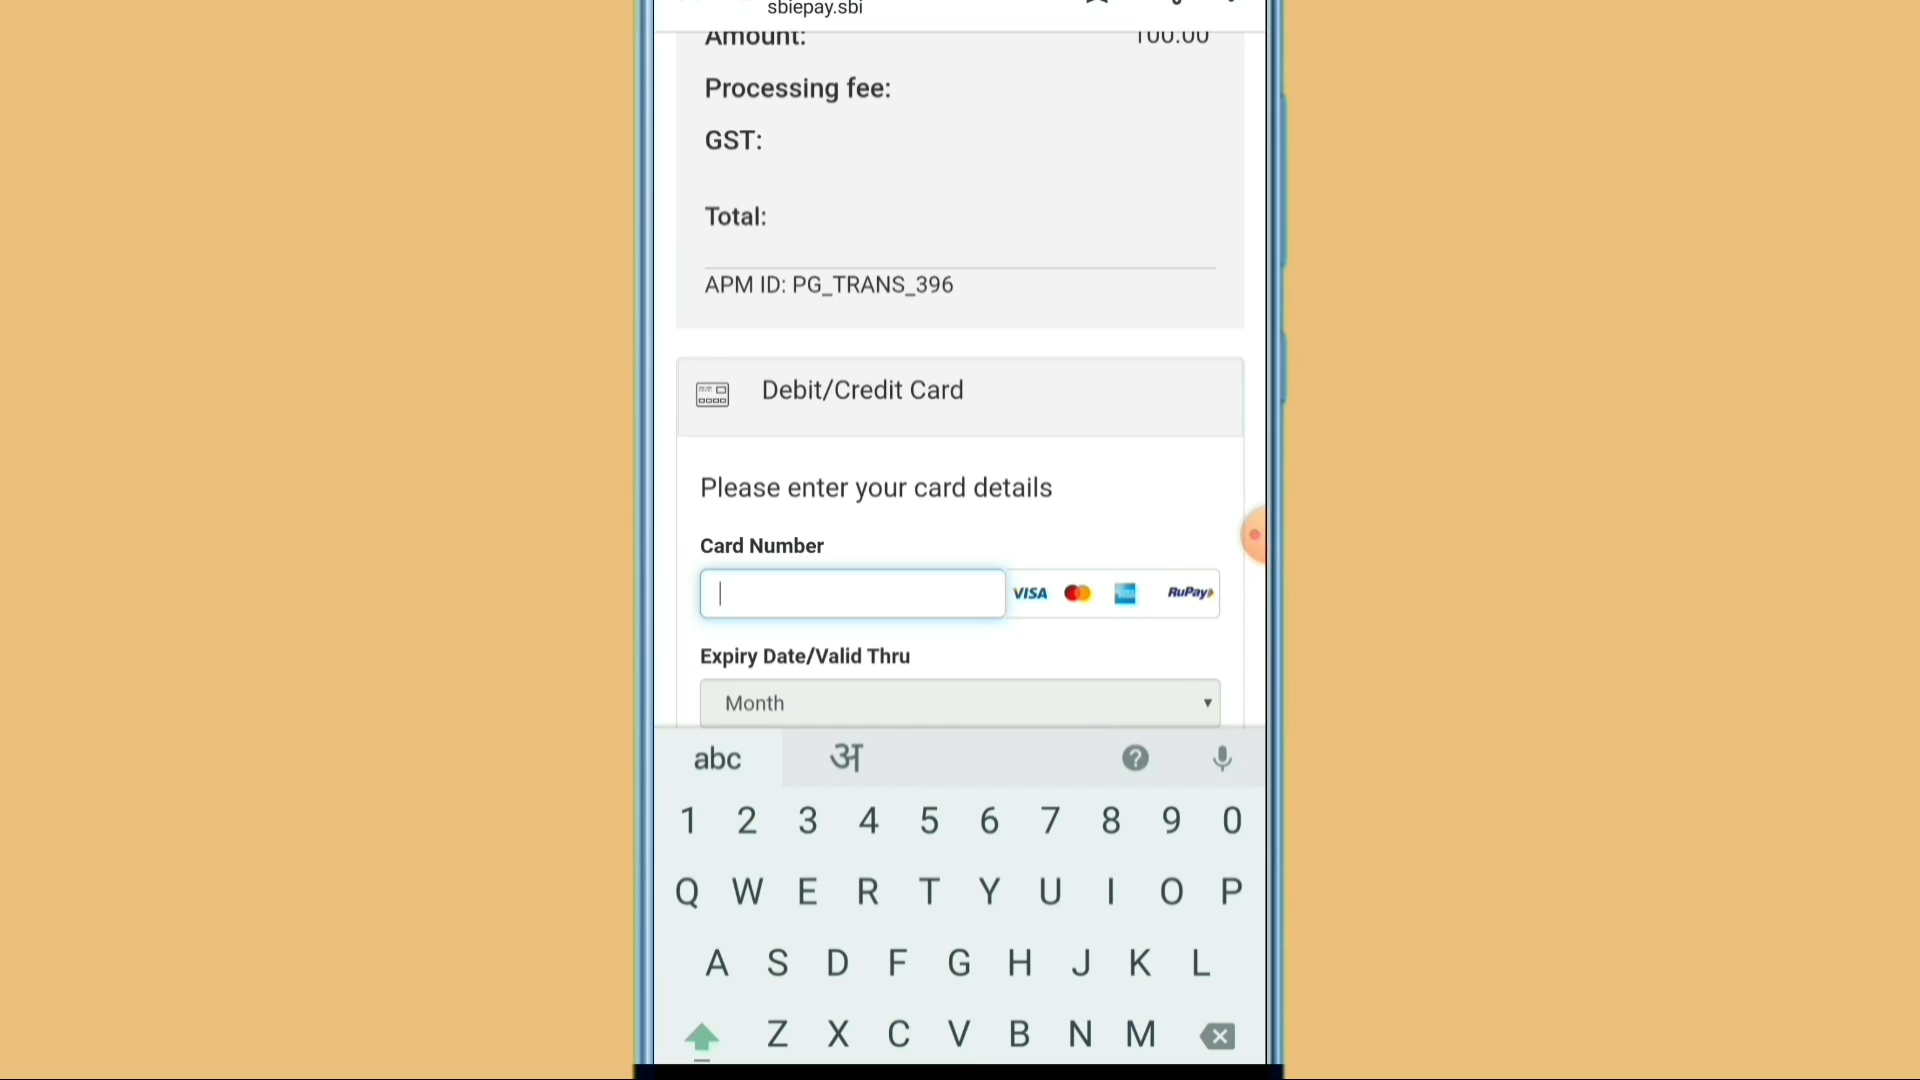 sbiepay.sbi
Amount: 100.00
Processing fee:
GST:
Total:
APM ID: PG_TRANS_396
Debit/Credit Card
Please enter your card details
Card Number
VISA RuPay
Expiry Date/Valid Thru
Month
abc अ ?
1 2 3 4 5 6 7 8 9 0
Q W E R T Y U I O P
A S D F G H J K L
Z X C V B N M